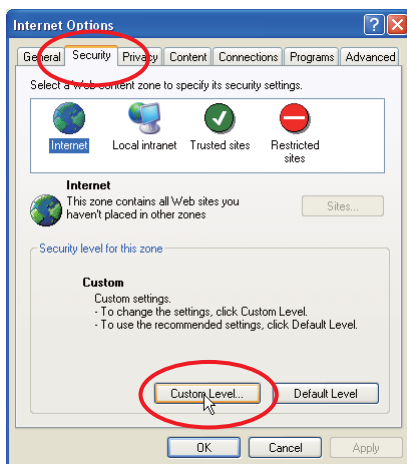 Internet Options
General Security Privacy Content Connections Programs Advanced
Select a Web content zone to specify its security settings.
Internet Local intranet Trusted sites Restricted sites
Internet
This zone contains all Web sites you
haven't placed in other zones
Sites...
Security level for this zone
Custom
Custom settings.
- To change the settings, click Custom Level.
- To use the recommended settings, click Default Level.
Custom Level... Default Level
OK Cancel Apply